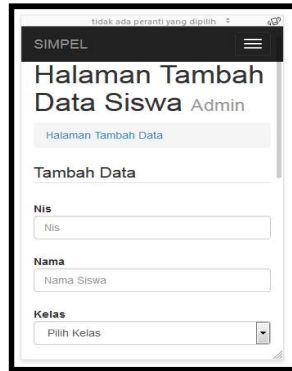 tidak ada peranti yang dipilih
SIMPEL
Halaman Tambah
Data Siswa Admin
Halaman Tambah Data
Tambah Data
Nis
Nis
Nama
Nama Siswa
Kelas
Pilih Kelas